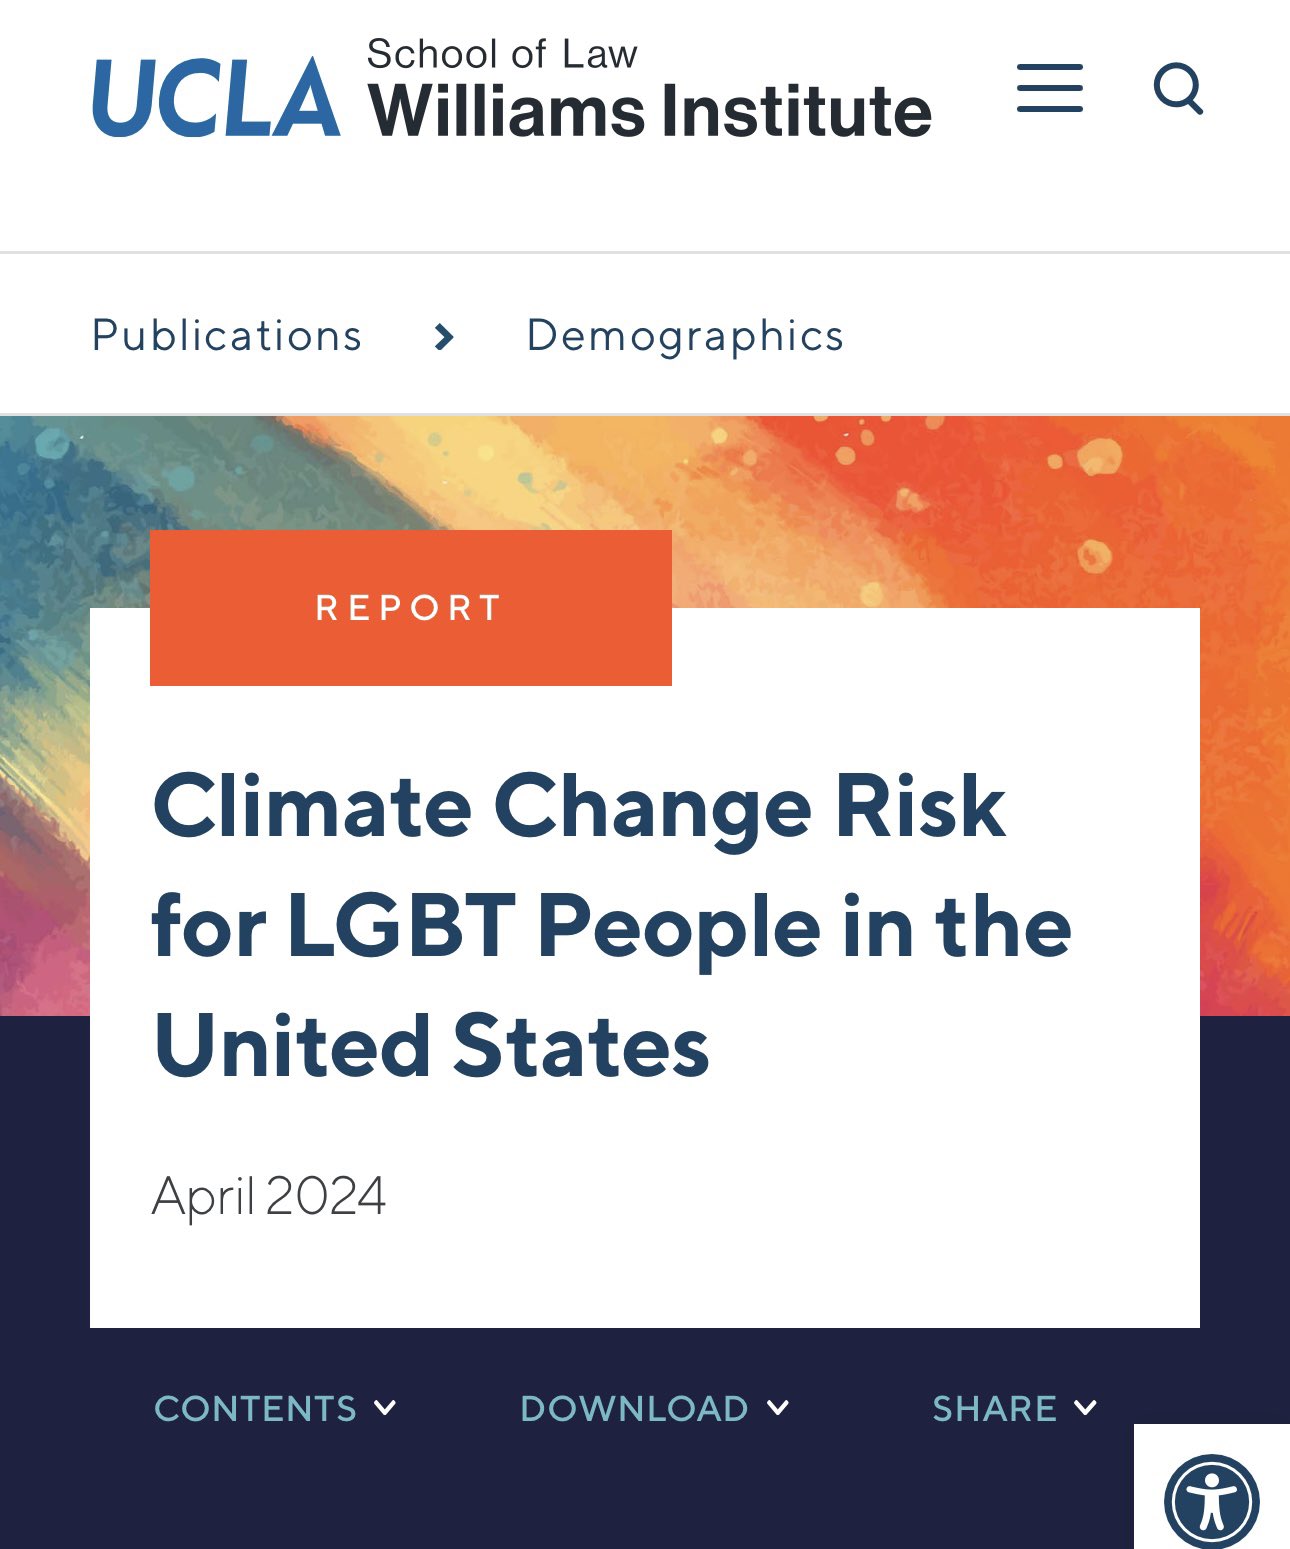 UCLA
School of Law
Williams Institute
Publications
Demographics
REPORT
Climate Change Risk
for LGBT People in the
United States
April 2024
CONTENTS
DOWNLOAD
SHARE